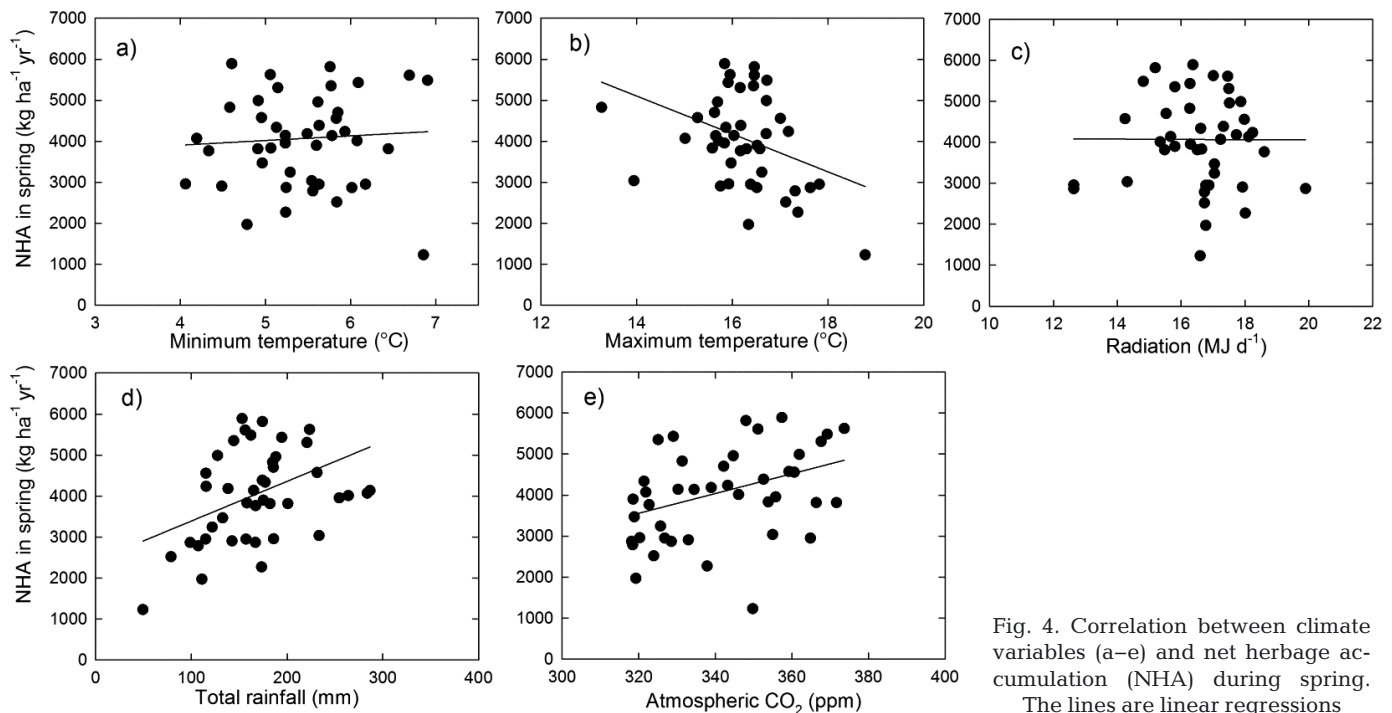 a)
7000
6000
5000
4000
3000
2000
1000
0
NHA in spring (kg ha⁻¹ yr⁻¹)
3 4 5 6 7
Minimum temperature (°C)
b)
7000
6000
5000
4000
3000
2000
1000
0
12 14 16 18 20
Maximum temperature (°C)
c)
7000
6000
5000
4000
3000
2000
1000
0
10 12 14 16 18 20 22
Radiation (MJ d⁻¹)
d)
7000
6000
5000
4000
3000
2000
1000
0
NHA in spring (kg ha⁻¹ yr⁻¹)
0 100 200 300 400
Total rainfall (mm)
e)
7000
6000
5000
4000
3000
2000
1000
0
320 340 360 380 400
Atmospheric CO₂ (ppm)
Fig. 4. Correlation between climate
variables (a–e) and net herbage ac-
cumulation (NHA) during spring.
The lines are linear regressions